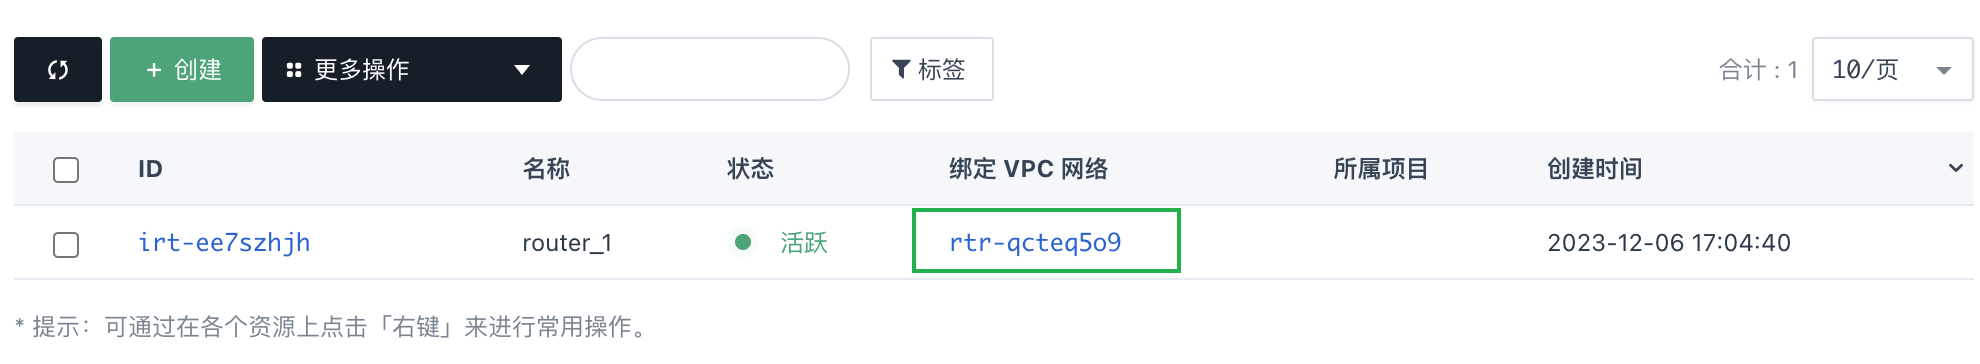 + 创建 更多操作 标签 合计 : 1 10/页
ID 名称 状态 绑定 VPC 网络 所属项目 创建时间
irt-ee7szhjh router_1 活跃 rtr-qcteq5o9 2023-12-06 17:04:40
* 提示：可通过在各个资源上点击「右键」来进行常用操作。